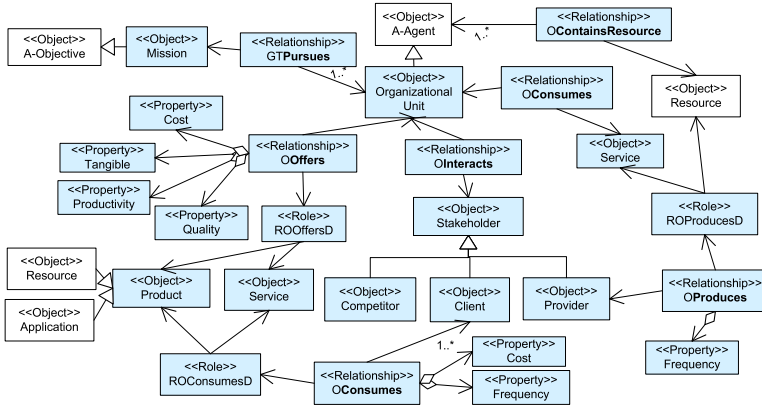 <<Object>>
A-Objective
<<Object>>
Mission
<<Relationship>>
GTPursues
<<Object>>
A-Agent
<<Relationship>>
OContainsResource
1..*
1..*
<<Object>>
Organizational
Unit
<<Relationship>>
OConsumes
<<Object>>
Resource
<<Property>>
Cost
<<Property>>
Tangible
<<Property>>
Productivity
<<Property>>
Quality
<<Relationship>>
OOffers
<<Relationship>>
OInteracts
<<Object>>
Service
<<Role>>
ROOffersD
<<Object>>
Stakeholder
<<Role>>
ROProducesD
<<Object>>
Resource
<<Object>>
Application
<<Object>>
Product
<<Object>>
Service
<<Object>>
Competitor
<<Object>>
Client
<<Object>>
Provider
<<Relationship>>
OProduces
1..*
<<Role>>
ROConsumesD
<<Relationship>>
OConsumes
<<Property>>
Cost
<<Property>>
Frequency
<<Property>>
Frequency